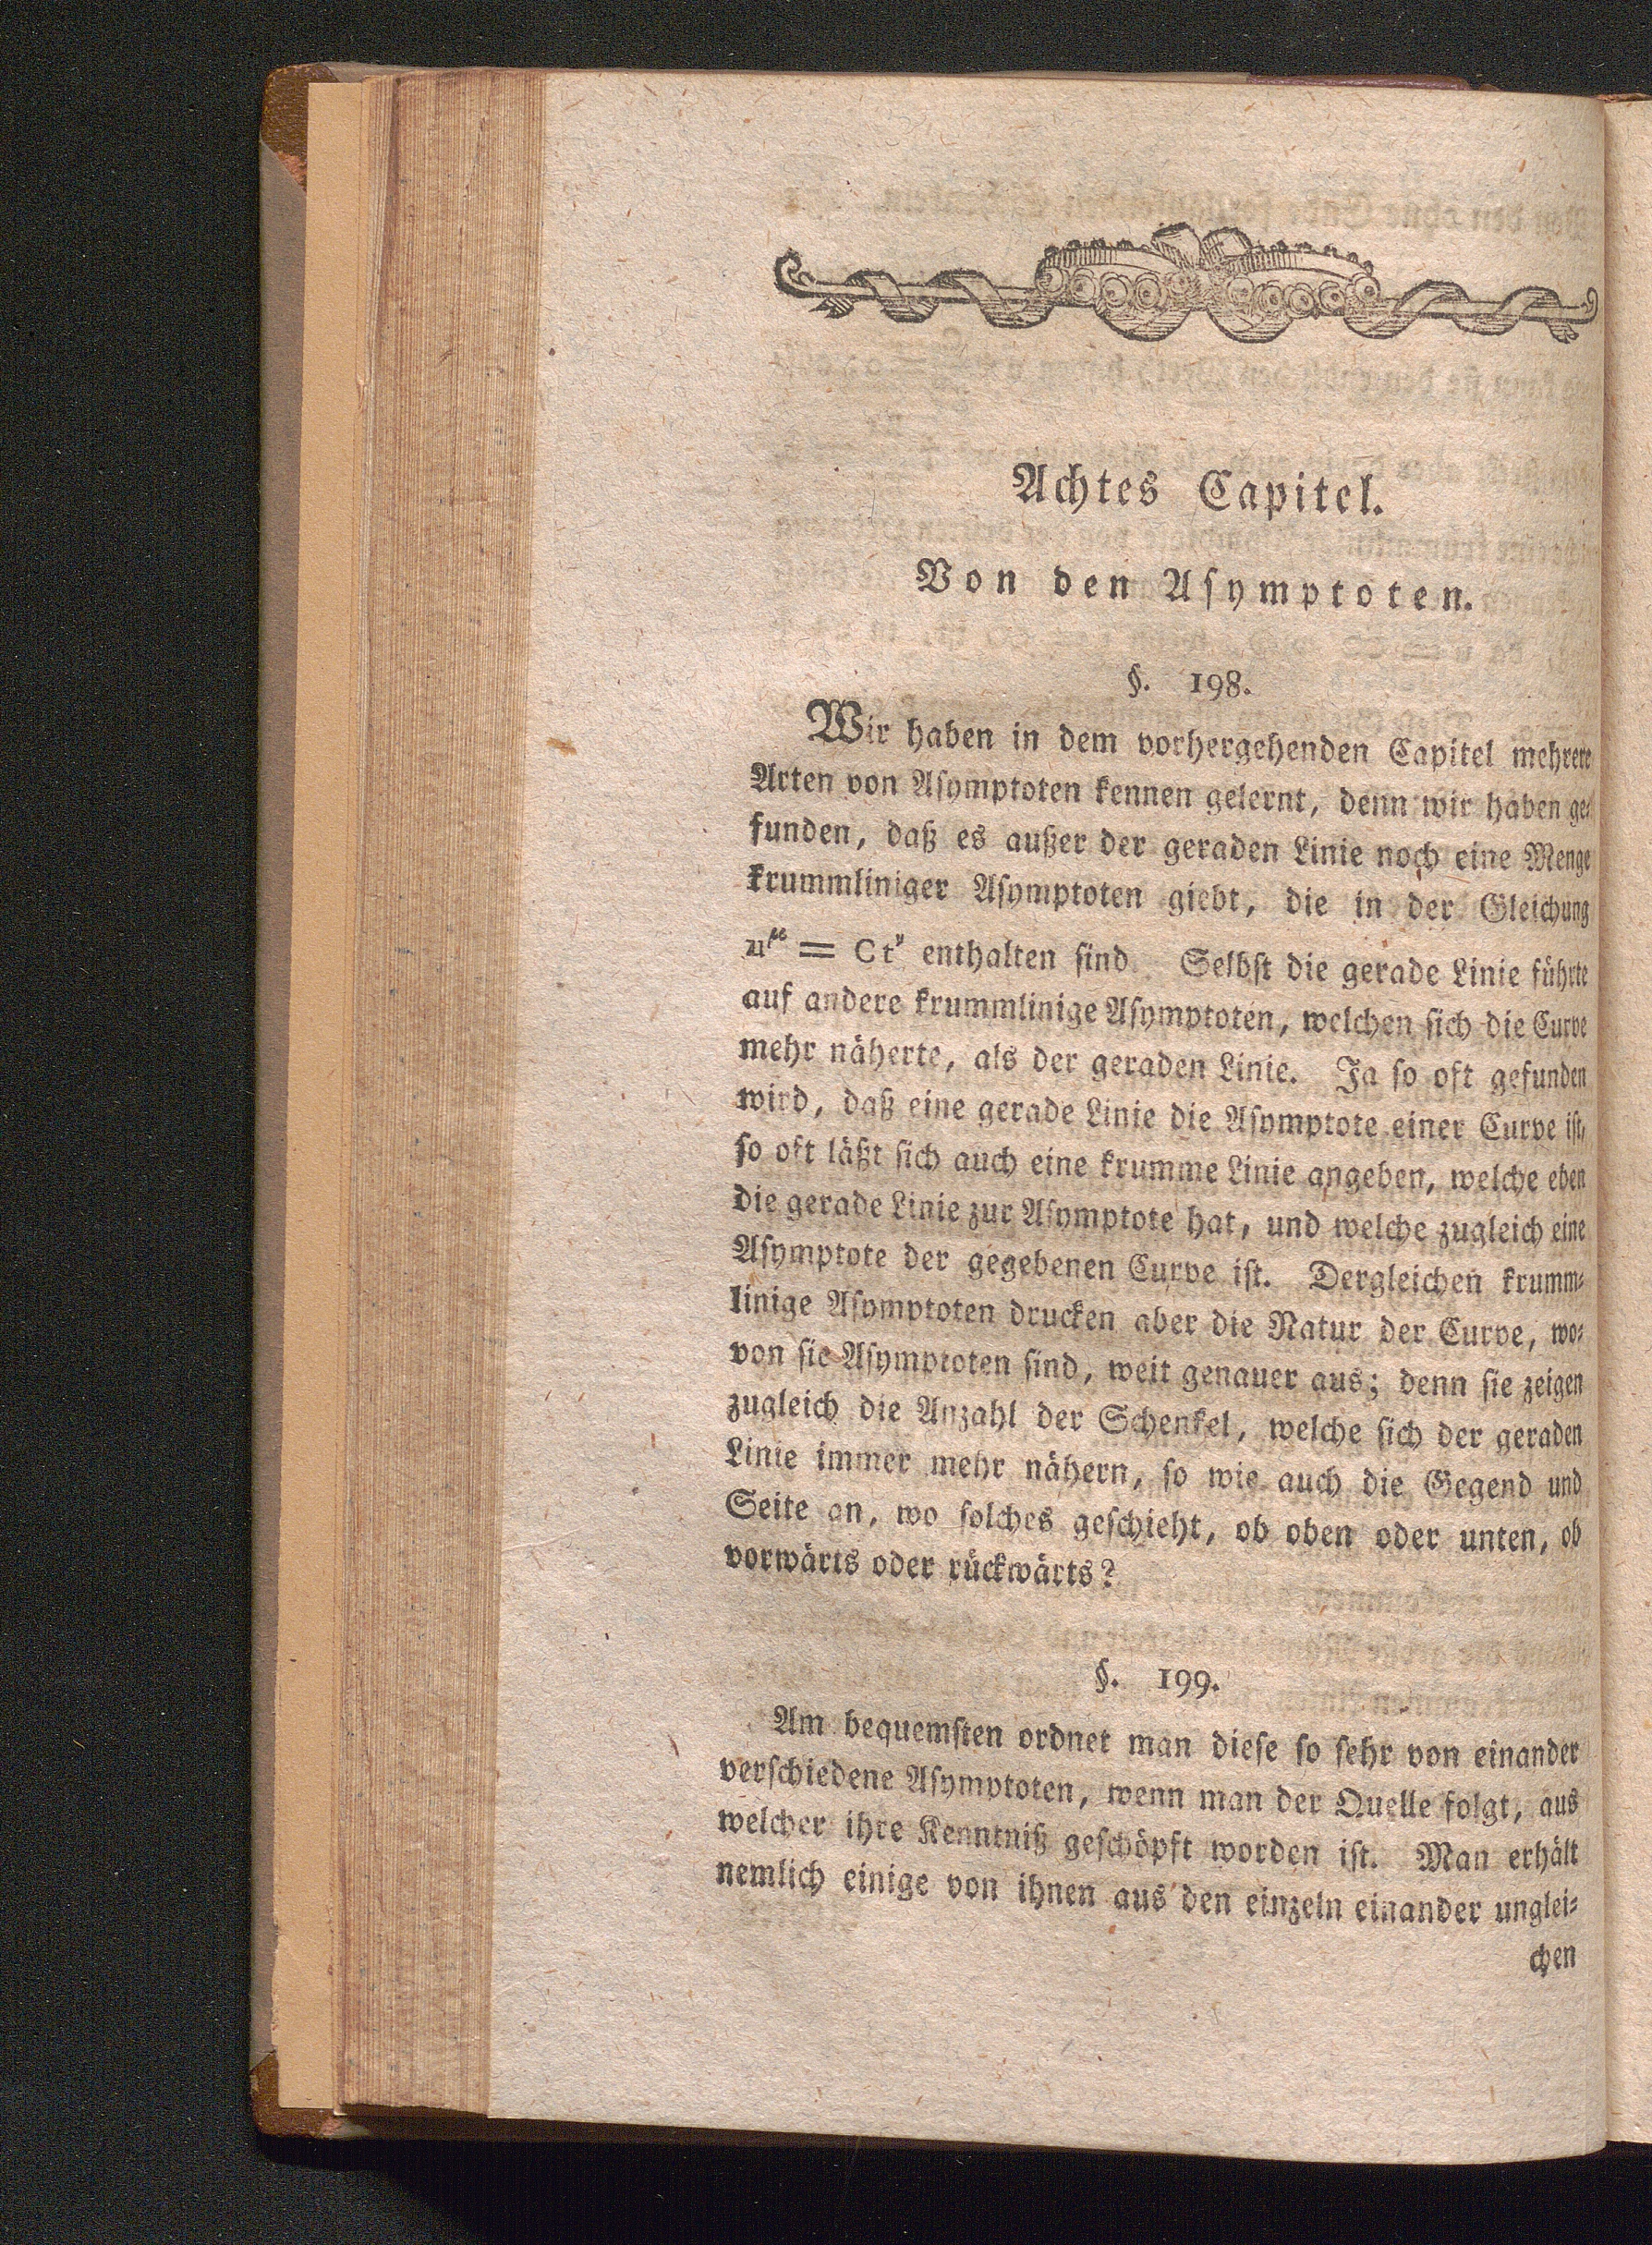 Achtes Capitel.
Von den Asymptoten.
§. 198.
Wir haben in dem vorhergehenden Capitel mehrere
Arten von Asymptoten kennen gelernt, denn wir haben ge-
funden, daß es außer der geraden Linie noch eine Menge
krummliniger Asymptoten giebt, die in der Gleichung
u^μ = Ct^ν enthalten sind. Selbst die gerade Linie führte
auf andere krummlinige Asymptoten, welchen sich die Curve
mehr näherte, als der geraden Linie. Ja so oft gefunden
wird, daß eine gerade Linie die Asymptote einer Curve ist,
so oft läßt sich auch eine krumme Linie angeben, welche eben
die gerade Linie zur Asymptote hat, und welche zugleich eine
Asymptote der gegebenen Curve ist. Dergleichen krumm-
linige Asymptoten drucken aber die Natur der Curve, wo-
von sie Asymptoten sind, weit genauer aus; denn sie zeigen
zugleich die Anzahl der Schenkel, welche sich der geraden
Linie immer mehr nähern, so wie auch die Gegend und
Seite an, wo solches geschieht, ob oben oder unten, ob
vorwärts oder rückwärts?
§. 199.
Am bequemsten ordnet man diese so sehr von einander
verschiedene Asymptoten, wenn man der Quelle folgt, aus
welcher ihre Kenntniß geschöpft worden ist. Man erhält
nemlich einige von ihnen aus den einzeln einander unglei-
chen